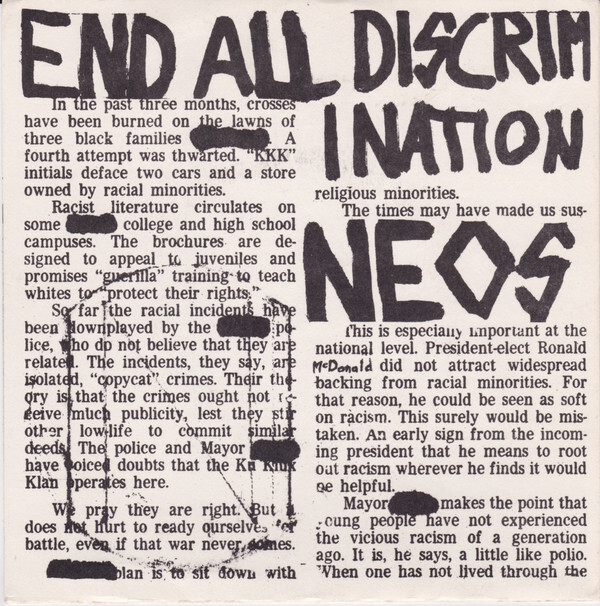 END ALL DISCRIM
INATION
In the past three months, crosses
have been burned on the lawns of
three black families . A
fourth attempt was thwarted. "KKK"
initials deface two cars and a store
owned by racial minorities.
Racist literature circulates on
some college and high school
campuses. The brochures are de-
signed to appeal to juveniles and
promises "guerilla" training to teach
whites to "protect their rights."
So far the racial incidents have
been downplayed by the po-
lice, who do not believe that they are
related. The incidents, they say, are
isolated, "copycat" crimes. Their the-
ory is that the crimes ought not re-
ceive much publicity, lest they stir
other low-life to commit similar
deeds. The police and Mayor
have voiced doubts that the Ku Klux
Klan operates here.
We pray they are right. But it
does not hurt to ready ourselves for
battle, even if that war never comes.
plan is to sit down with
religious minorities.
The times may have made us sus-
NEOS
This is especially important at the
national level. President-elect Ronald
McDonald did not attract widespread
backing from racial minorities. For
that reason, he could be seen as soft
on racism. This surely would be mis-
taken. An early sign from the incom-
ing president that he means to root
out racism wherever he finds it would
be helpful.
Mayor makes the point that
young people have not experienced
the vicious racism of a generation
ago. It is, he says, a little like polio.
When one has not lived through the